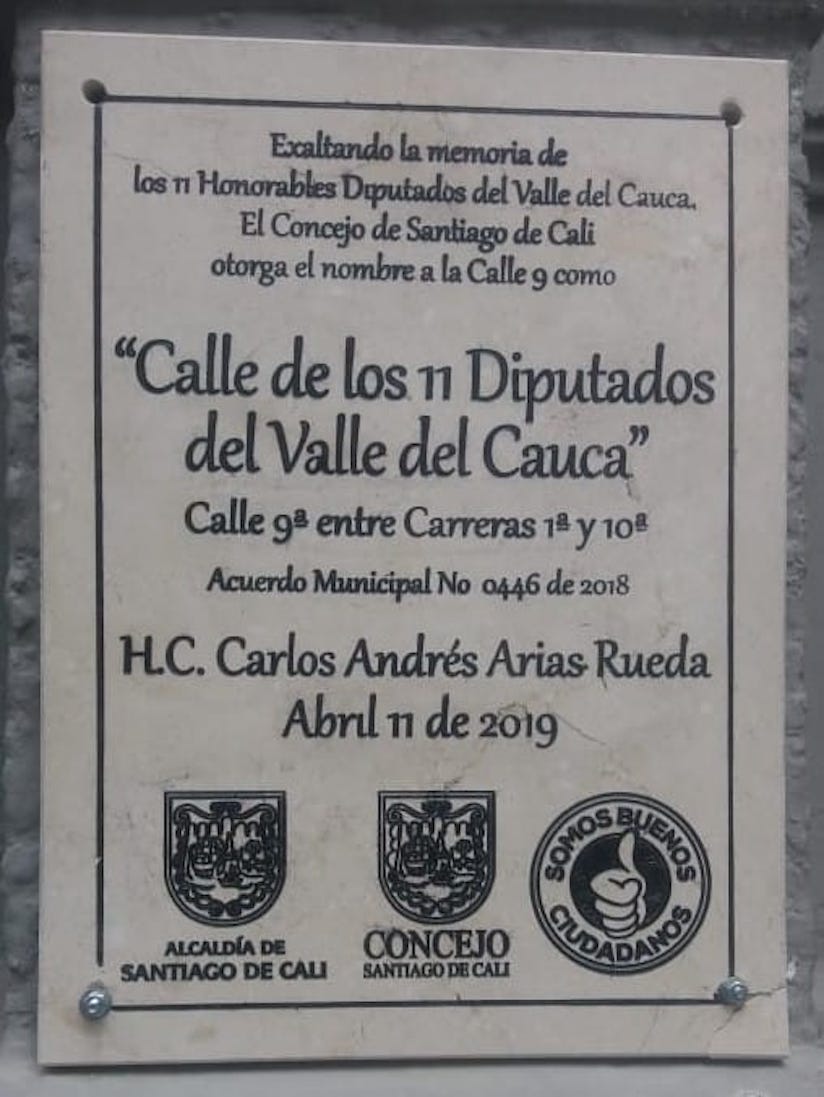 Exaltando la memoria de
los 11 Honorables Diputados del Valle del Cauca.
El Concejo de Santiago de Cali
otorga el nombre a la Calle 9 como
“Calle de los 11 Diputados
del Valle del Cauca”
Calle 9ª entre Carreras 1ª y 10ª
Acuerdo Municipal No 0446 de 2018
H.C. Carlos Andrés Arias Rueda
Abril 11 de 2019
ALCALDÍA DE
SANTIAGO DE CALI
CONCEJO
SANTIAGO DE CALI
SOMOS BUENOS
CIUDADANOS